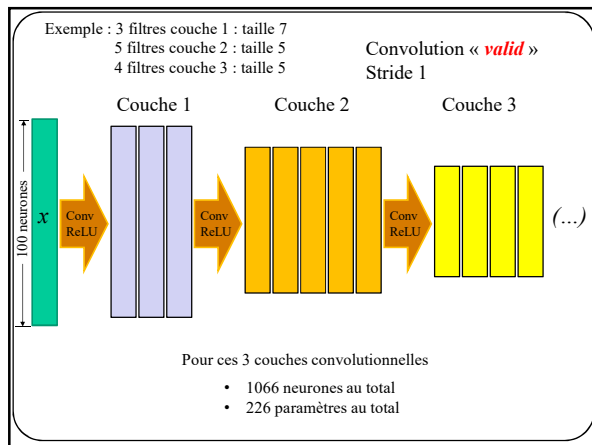 Exemple : 3 filtres couche 1 : taille 7
5 filtres couche 2 : taille 5
4 filtres couche 3 : taille 5
Convolution « valid »
Stride 1
Couche 1
Couche 2
Couche 3
100 neurones
x
Conv
ReLU
Conv
ReLU
Conv
ReLU
(...)
Pour ces 3 couches convolutionnelles
• 1066 neurones au total
• 226 paramètres au total